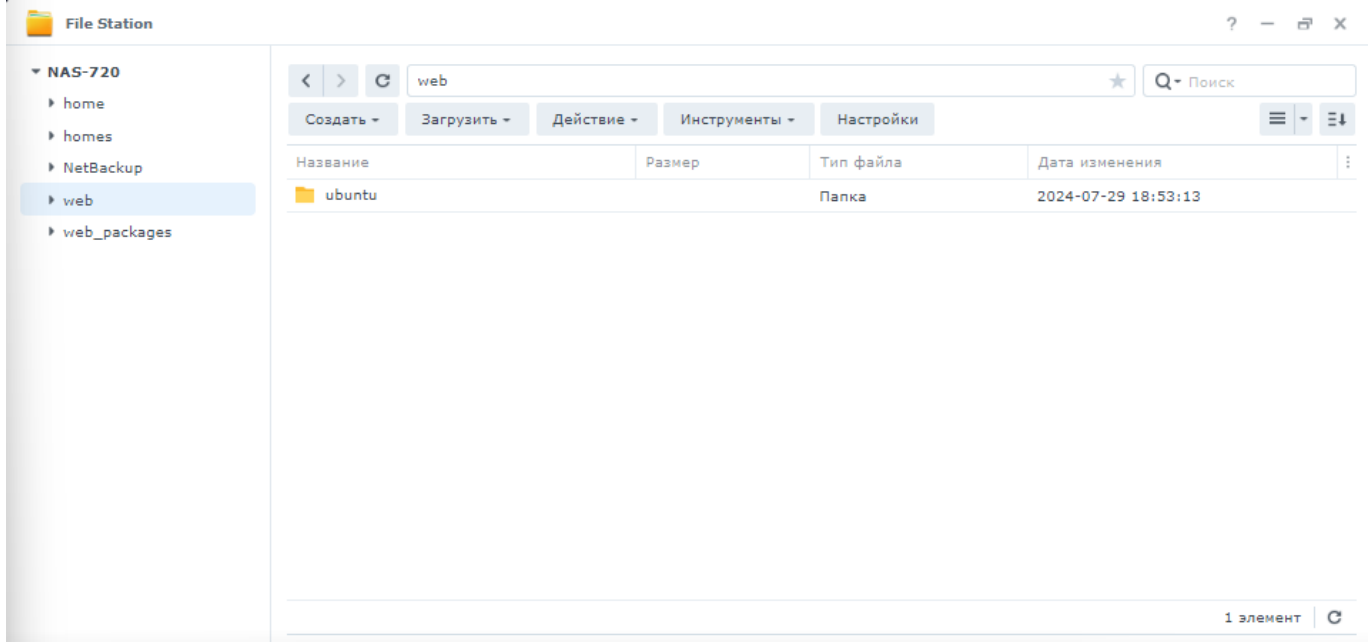 File Station
NAS-720
home
homes
NetBackup
web
web_packages
web
Поиск
Создать Загрузить Действие Инструменты Настройки
Название Размер Тип файла Дата изменения
ubuntu Папка 2024-07-29 18:53:13
1 элемент